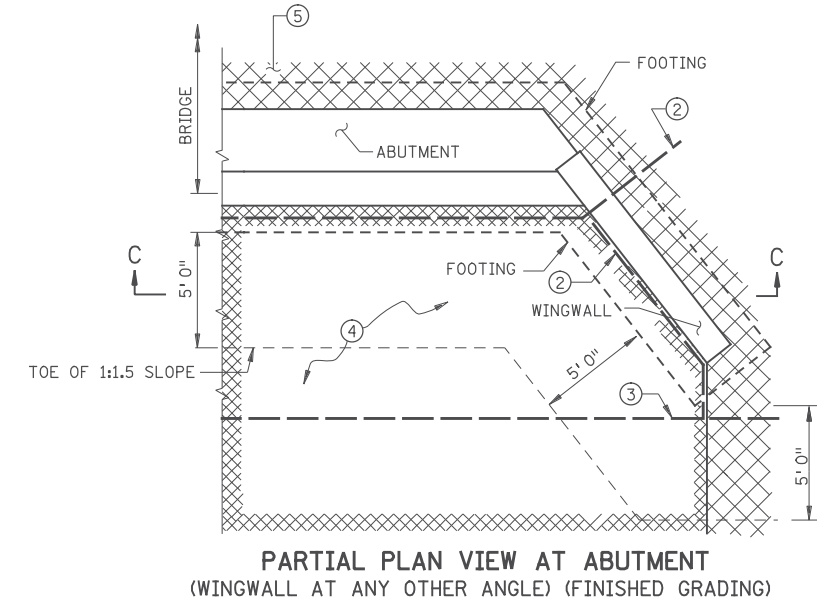 5
FOOTING
2
BRIDGE
ABUTMENT
C
C
5'0"
FOOTING
2
WINGWALL
4
5'0"
TOE OF 1:1.5 SLOPE
3
5'0"
PARTIAL PLAN VIEW AT ABUTMENT
(WINGWALL AT ANY OTHER ANGLE) (FINISHED GRADING)